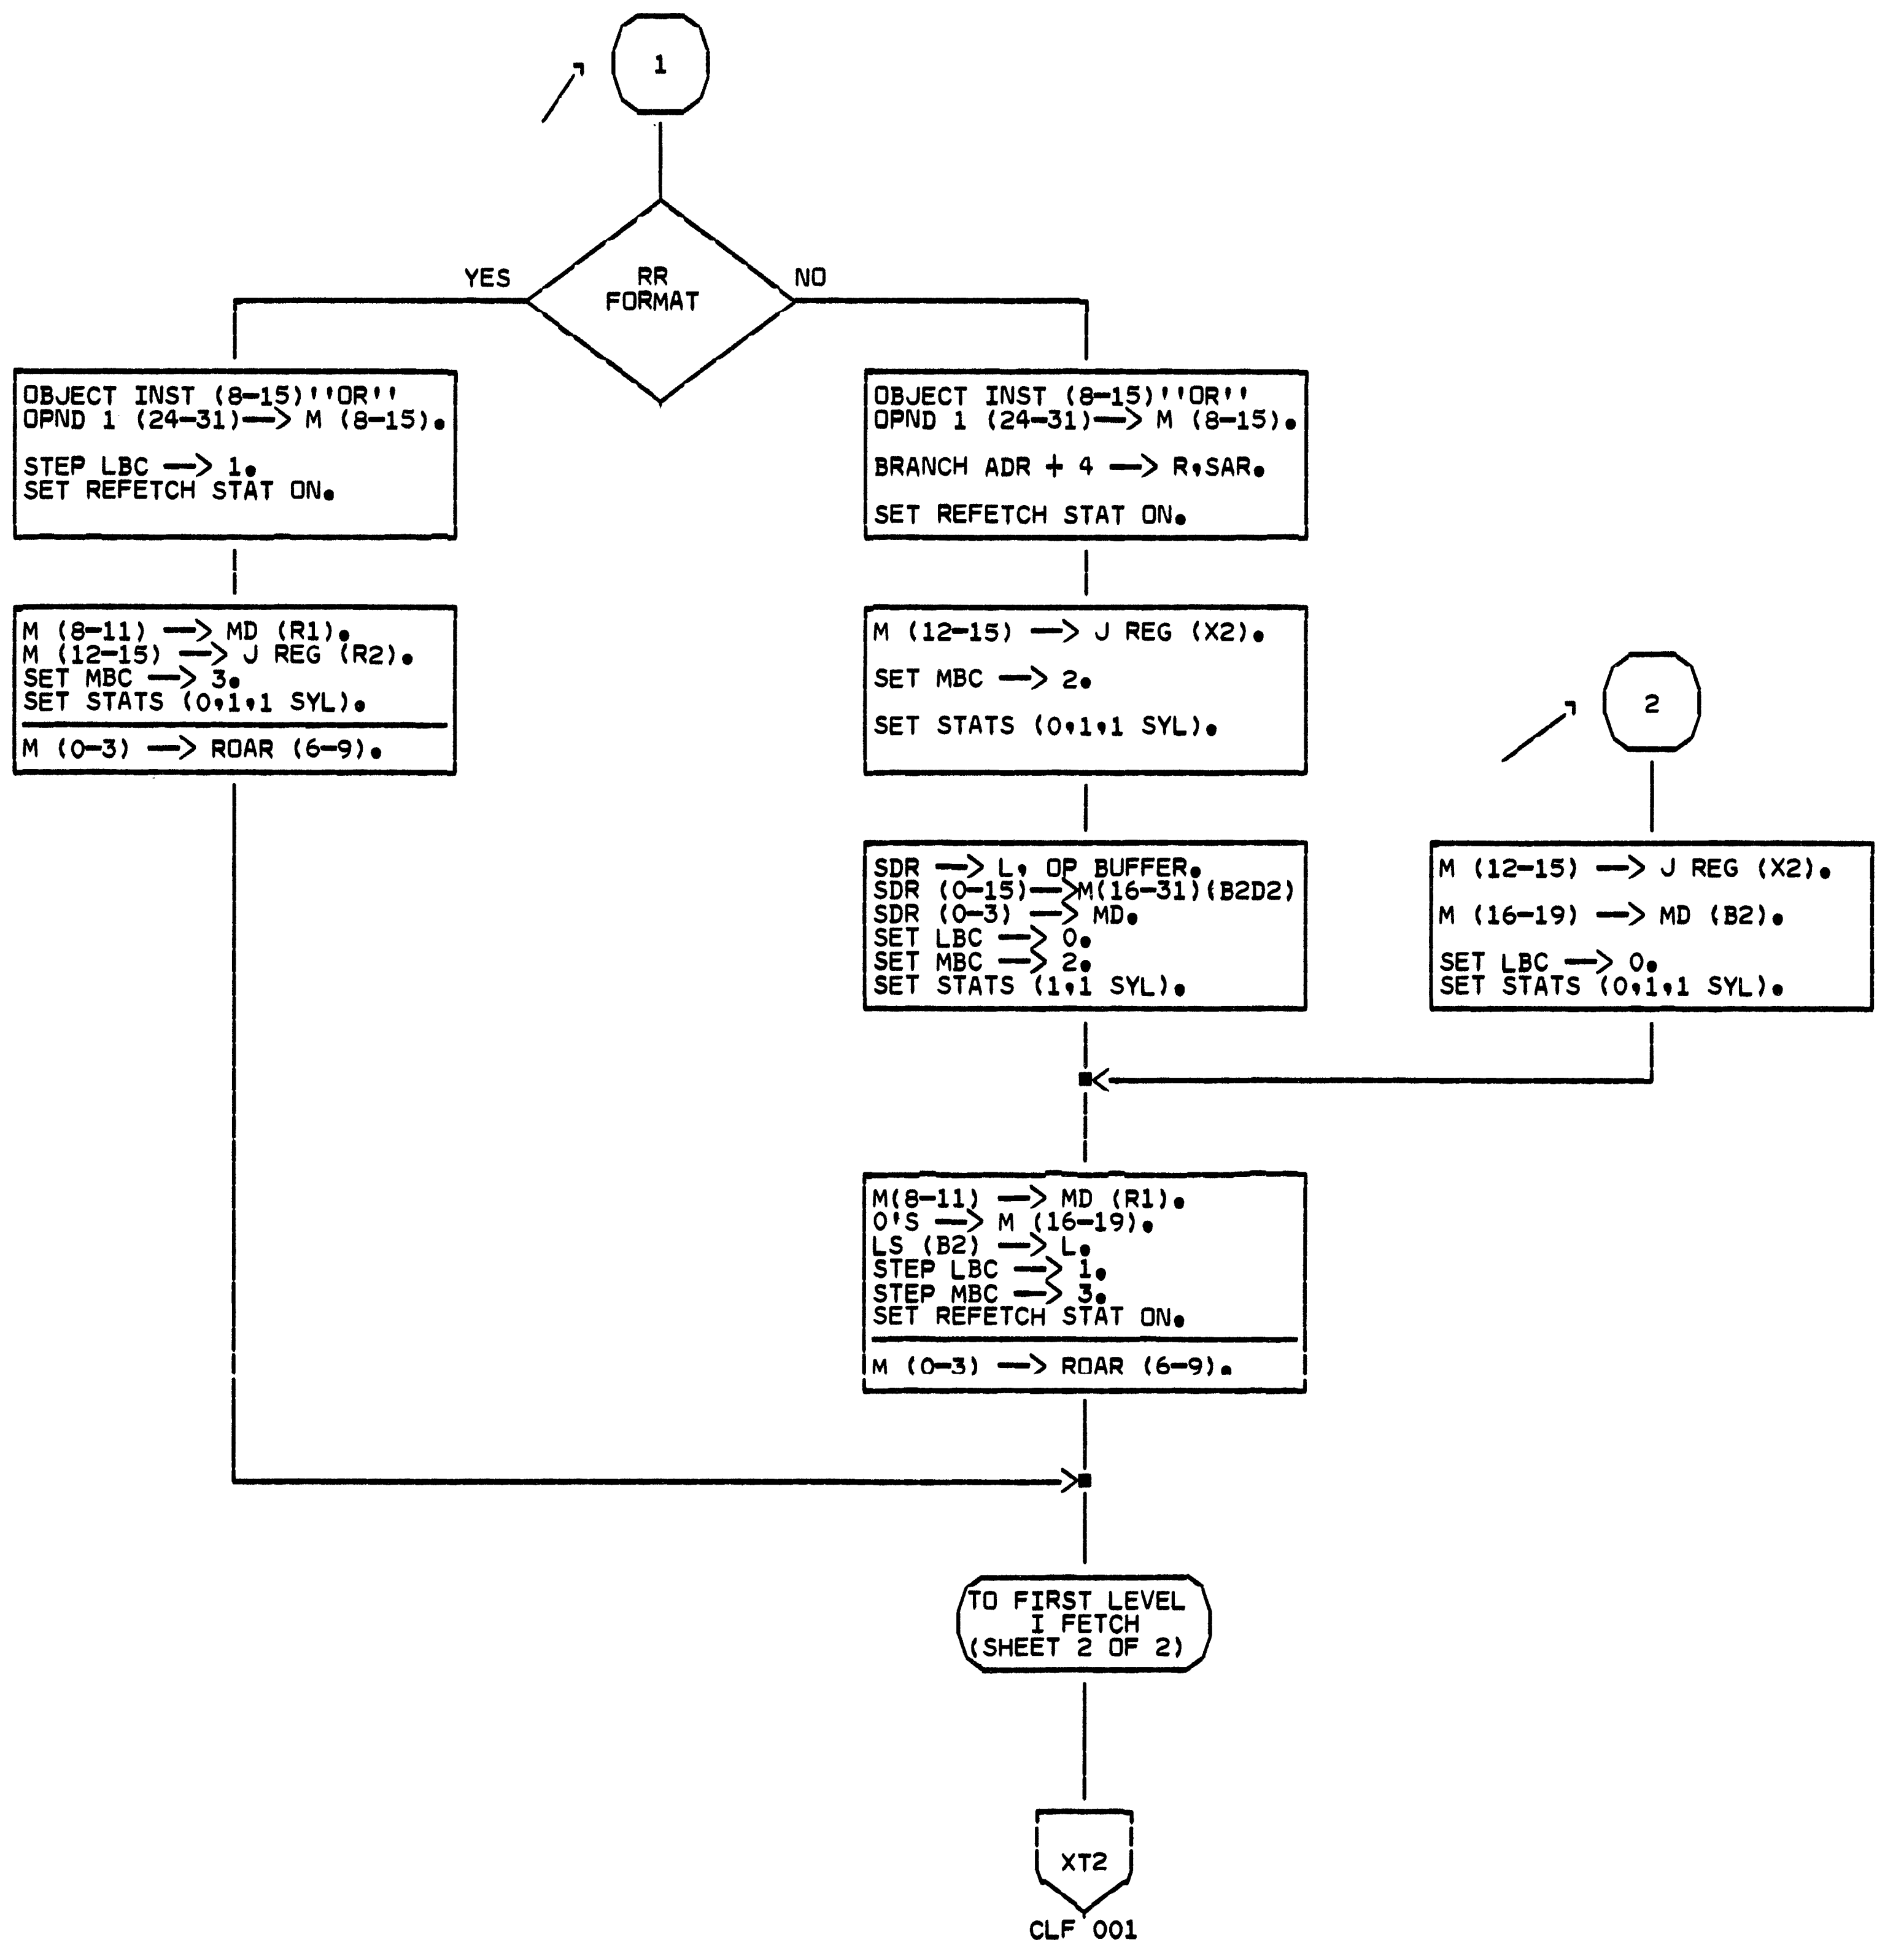 1
RR
FORMAT
YES
NO
OBJECT INST (8-15)''OR''
OPND 1 (24-31)—> M (8-15).
STEP LBC —> 1.
SET REFETCH STAT ON.
M (8-11) —> MD (R1).
M (12-15) —> J REG (R2).
SET MBC —> 3.
SET STATS (0,1,1 SYL).
M (0-3) —> ROAR (6-9).
OBJECT INST (8-15)''OR''
OPND 1 (24-31)—> M (8-15).
BRANCH ADR + 4 —> R,SAR.
SET REFETCH STAT ON.
M (12-15) —> J REG (X2).
SET MBC —> 2.
SET STATS (0,1,1 SYL).
SDR —> L, OP BUFFER.
SDR (0-15)—>M(16-31)(B2D2)
SDR (0-3) —> MD.
SET LBC —> 0.
SET MBC —> 2.
SET STATS (1,1 SYL).
2
M (12-15) —> J REG (X2).
M (16-19) —> MD (B2).
SET LBC —> 0.
SET STATS (0,1,1 SYL).
M(8-11) —> MD (R1).
0'S —> M (16-19).
LS (B2) —> L.
STEP LBC —> 1.
STEP MBC —> 3.
SET REFETCH STAT ON.
M (0-3) —> ROAR (6-9).
TO FIRST LEVEL
I FETCH
(SHEET 2 OF 2)
XT2
CLF 001